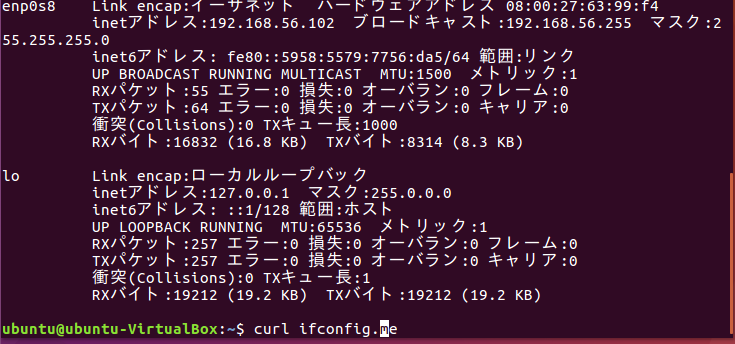 enp0s8    Link encap:イーサネット  ハードウェアアドレス 08:00:27:63:99:f4
          inetアドレス:192.168.56.102  ブロードキャスト:192.168.56.255  マスク:2
55.255.255.0
          inet6アドレス: fe80::5958:5579:7756:da5/64 範囲:リンク
          UP BROADCAST RUNNING MULTICAST  MTU:1500  メトリック:1
          RXパケット:55 エラー:0 損失:0 オーバラン:0 フレーム:0
          TXパケット:64 エラー:0 損失:0 オーバラン:0 キャリア:0
          衝突(Collisions):0 TXキュー長:1000
          RXバイト:16832 (16.8 KB)  TXバイト:8314 (8.3 KB)

lo        Link encap:ローカルループバック
          inetアドレス:127.0.0.1  マスク:255.0.0.0
          inet6アドレス: ::1/128 範囲:ホスト
          UP LOOPBACK RUNNING  MTU:65536  メトリック:1
          RXパケット:257 エラー:0 損失:0 オーバラン:0 フレーム:0
          TXパケット:257 エラー:0 損失:0 オーバラン:0 キャリア:0
          衝突(Collisions):0 TXキュー長:1
          RXバイト:19212 (19.2 KB)  TXバイト:19212 (19.2 KB)

ubuntu@ubuntu-VirtualBox:~$ curl ifconfig.me